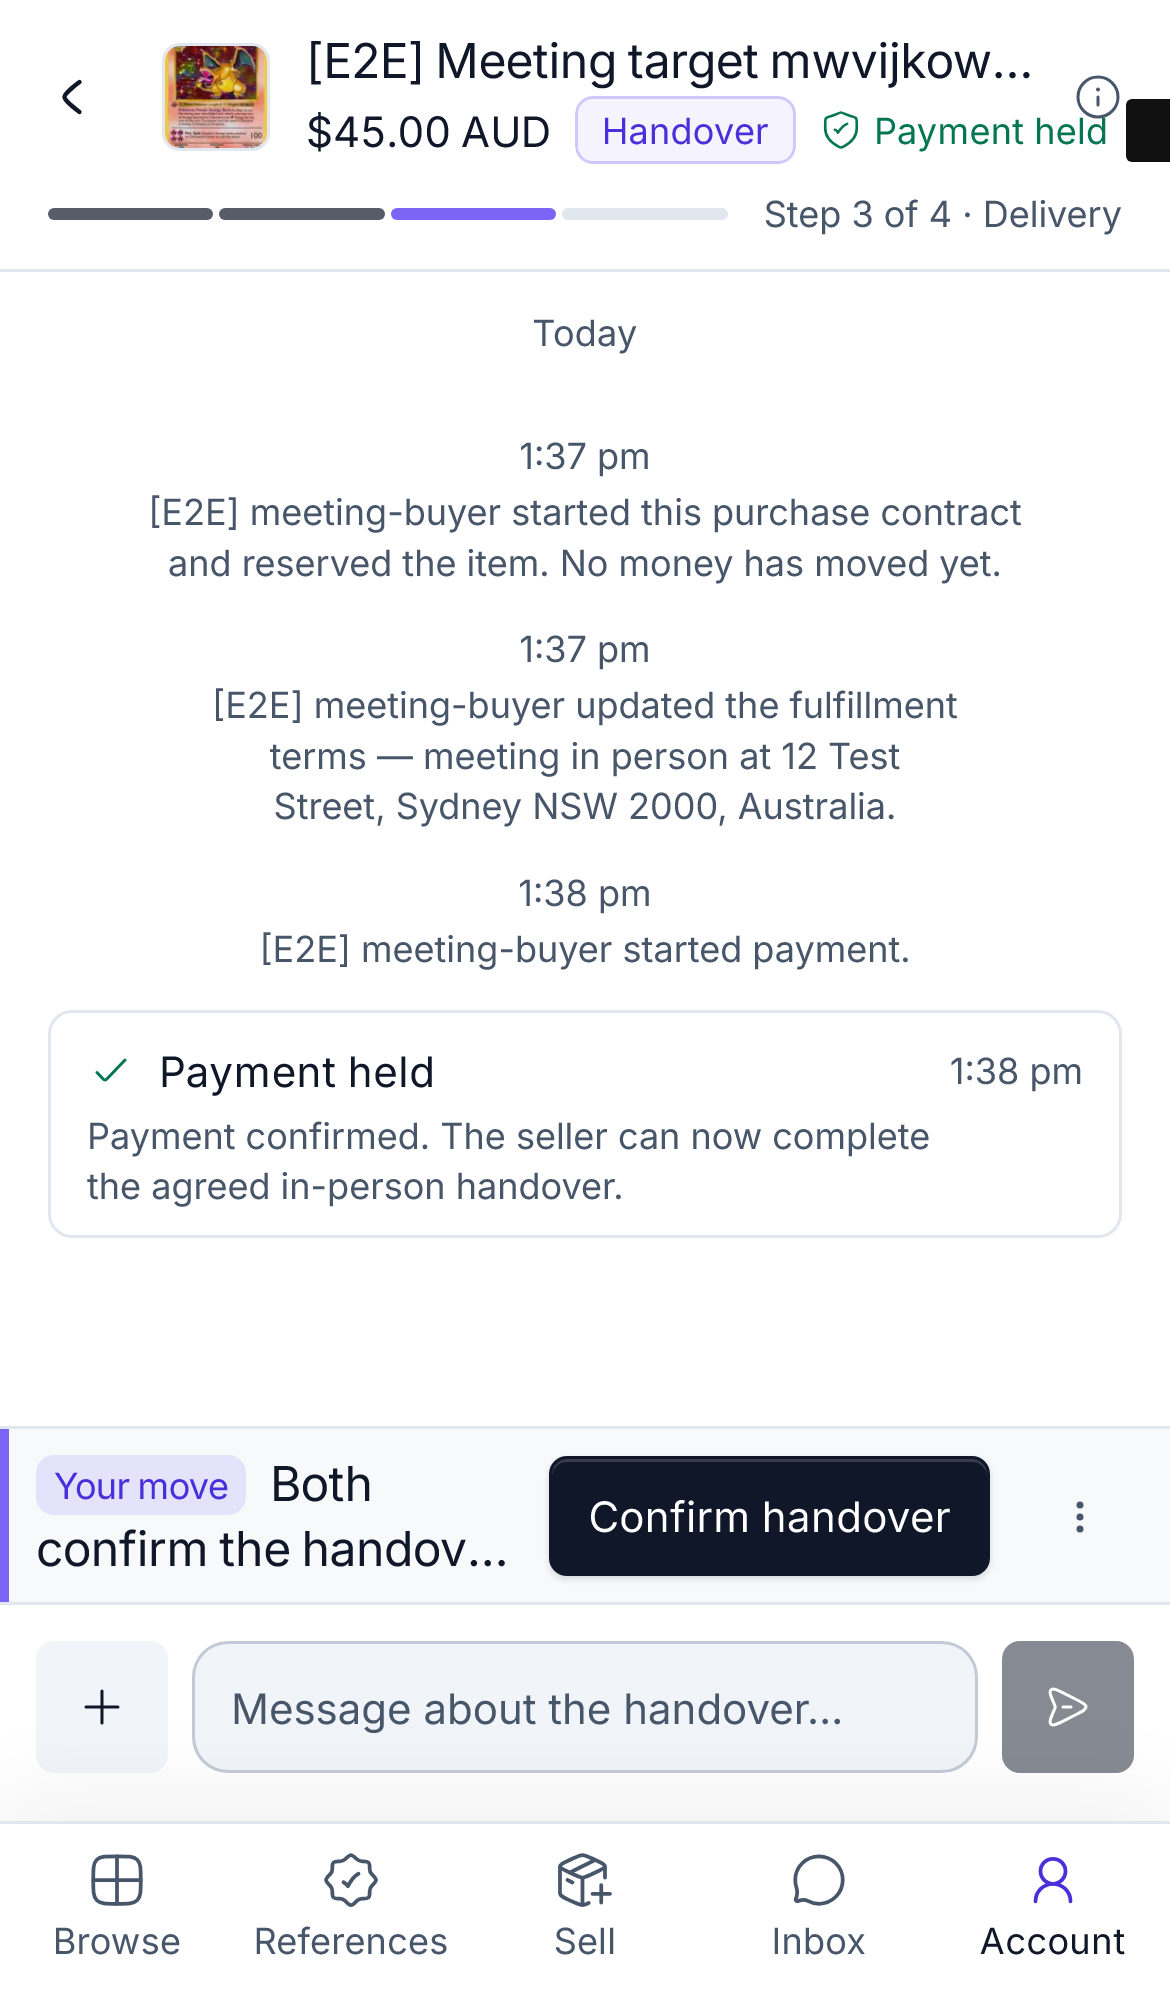 [E2E] Meeting target mwvijkow...
$45.00 AUD Handover Payment held
Step 3 of 4 · Delivery
Today
1:37 pm
[E2E] meeting-buyer started this purchase contract
and reserved the item. No money has moved yet.
1:37 pm
[E2E] meeting-buyer updated the fulfillment
terms — meeting in person at 12 Test
Street, Sydney NSW 2000, Australia.
1:38 pm
[E2E] meeting-buyer started payment.
Payment held 1:38 pm
Payment confirmed. The seller can now complete
the agreed in-person handover.
Your move Both
confirm the handov...
Confirm handover
Message about the handover...
Browse References Sell Inbox Account